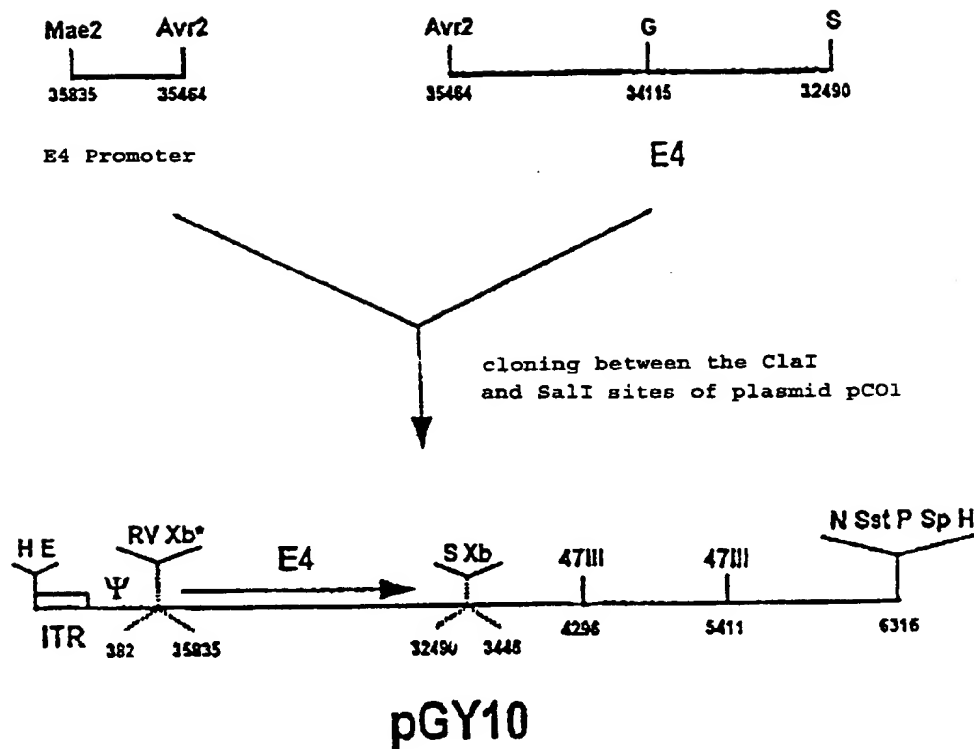 Mae2 Avr2 Avr2 G S
35835 35464 35464 34115 32490
E4 Promoter E4
cloning between the ClaI
and SalI sites of plasmid pCO1
H E RV Xb* E4 S Xb 47III 47III N Sst P Sp H
Ψ
ITR 382 35835 32490 3446 4296 5411 6316
pGY10